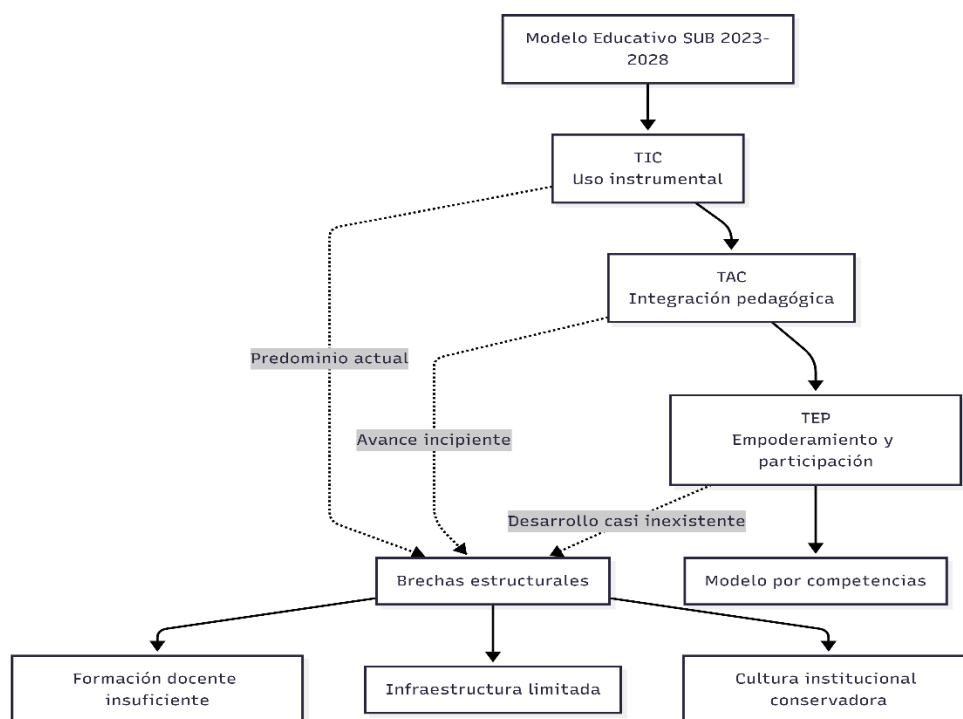 Modelo Educativo SUB 2023-
2028
TIC
Uso instrumental
TAC
Integración pedagógica
Predominio actual
TEP
Empoderamiento y
participación
Avance incipiente
Desarrollo casi inexistente
Brechas estructurales
Modelo por competencias
Formación docente
insuficiente
Infraestructura limitada
Cultura institucional
conservadora